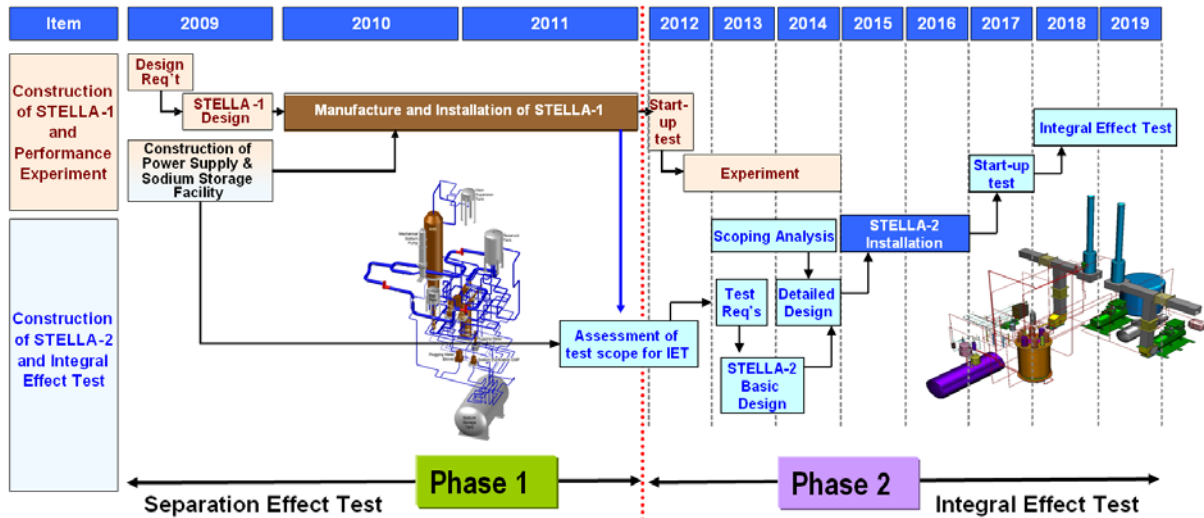 Item
2009
2010
2011
2012
2013
2014
2015
2016
2017
2018
2019
Construction
of STELLA-1
and
Performance
Experiment
Design
Req't
STELLA-1
Design
Manufacture and Installation of STELLA-1
Start-
up
test
Construction of
Power Supply &
Sodium Storage
Facility
Experiment
Integral Effect Test
Start-up
test
Construction
of STELLA-2
and Integral
Effect Test
Scoping Analysis
STELLA-2
Installation
Test
Req's
Detailed
Design
Assessment of
test scope for IET
STELLA-2
Basic
Design
Phase 1
Phase 2
Separation Effect Test
Integral Effect Test